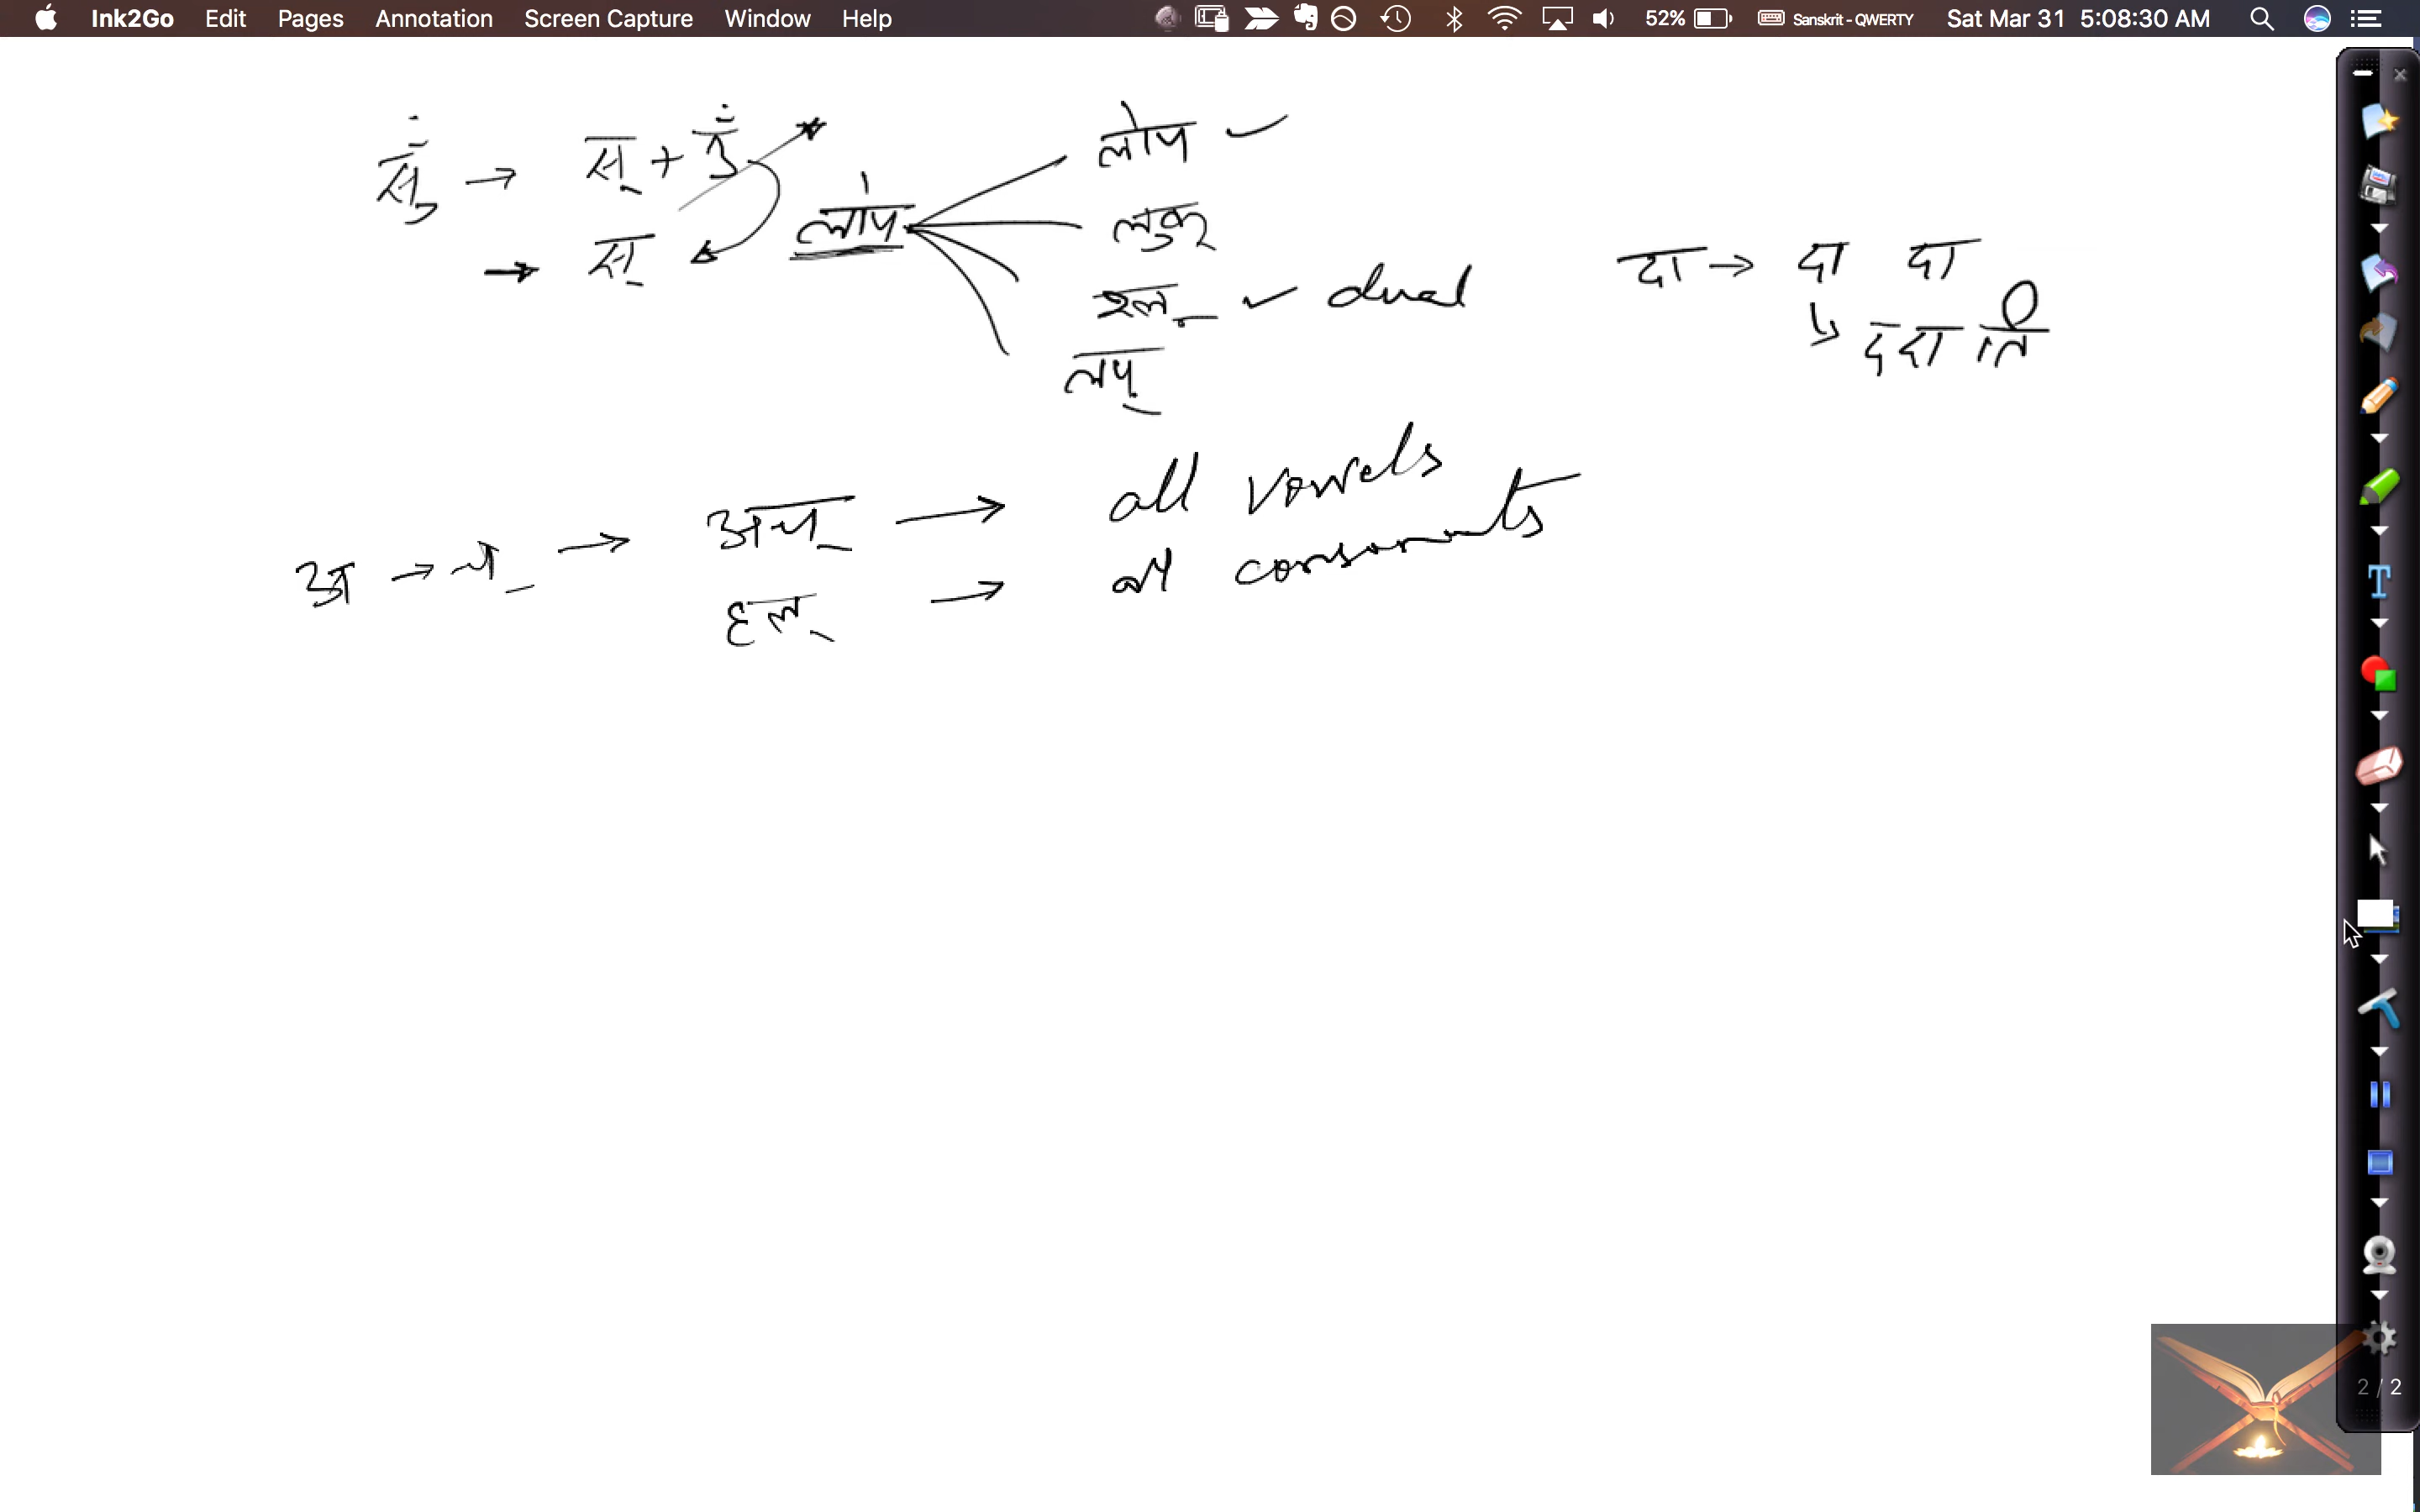 Ink2Go Edit Pages Annotation Screen Capture Window Help 52% Sanskrit - QWERTY Sat Mar 31 5:08:30 AM
सुँ → स् + उँ
→ स्
लोप
लोप
लुक्
श्लु dual
लुप्
दा → दा दा
ददाति
अ → च् → अच् → all vowels
हल् → all consonants
2 / 2